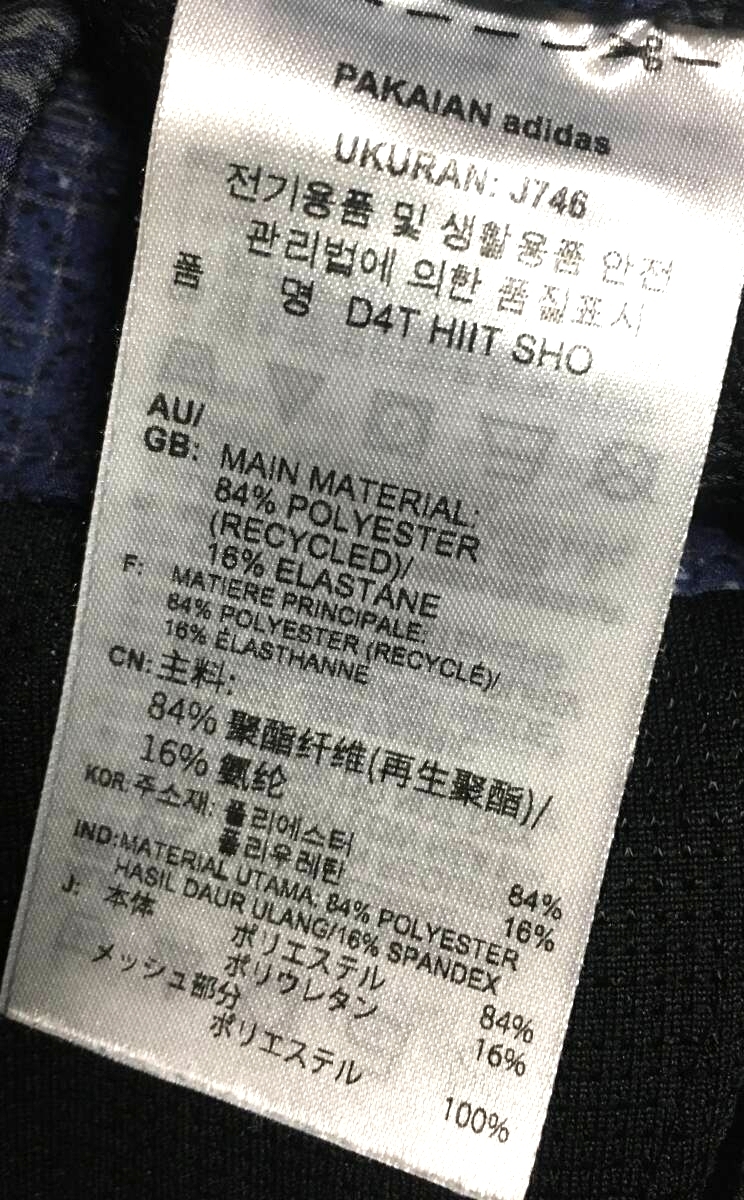 PAKAIAN adidas
UKURAN: J746
전기용품 및 생활용품 안전
관리법에 의한 품질표시
품 명 D4T HIIT SHO
AU/
GB: MAIN MATERIAL:
84% POLYESTER
(RECYCLED)/
16% ELASTANE
F: MATIERE PRINCIPALE:
84% POLYESTER (RECYCLÉ)/
16% ÉLASTHANNE
CN: 主料:
84% 聚酯纤维(再生聚酯)/
16% 氨纶
KOR: 주소재: 폴리에스터 84%
폴리우레탄 16%
IND: MATERIAL UTAMA: 84% POLYESTER
HASIL DAUR ULANG/16% SPANDEX
J: 本体
ポリエステル 84%
ポリウレタン 16%
メッシュ部分
ポリエステル 100%